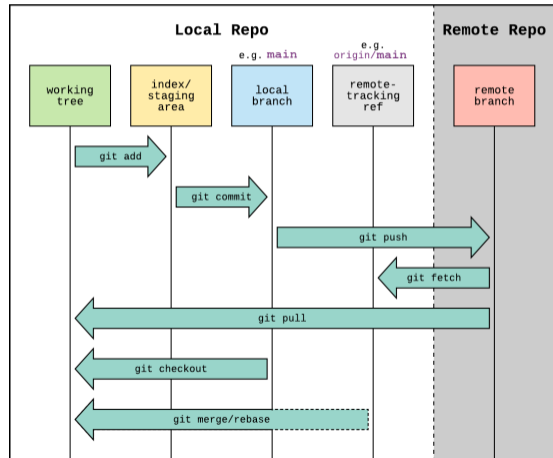 Local Repo
Remote Repo
e.g. main
e.g.
origin/main
working
tree
index/
staging
area
local
branch
remote-
tracking
ref
remote
branch
git add
git commit
git push
git fetch
git pull
git checkout
git merge/rebase